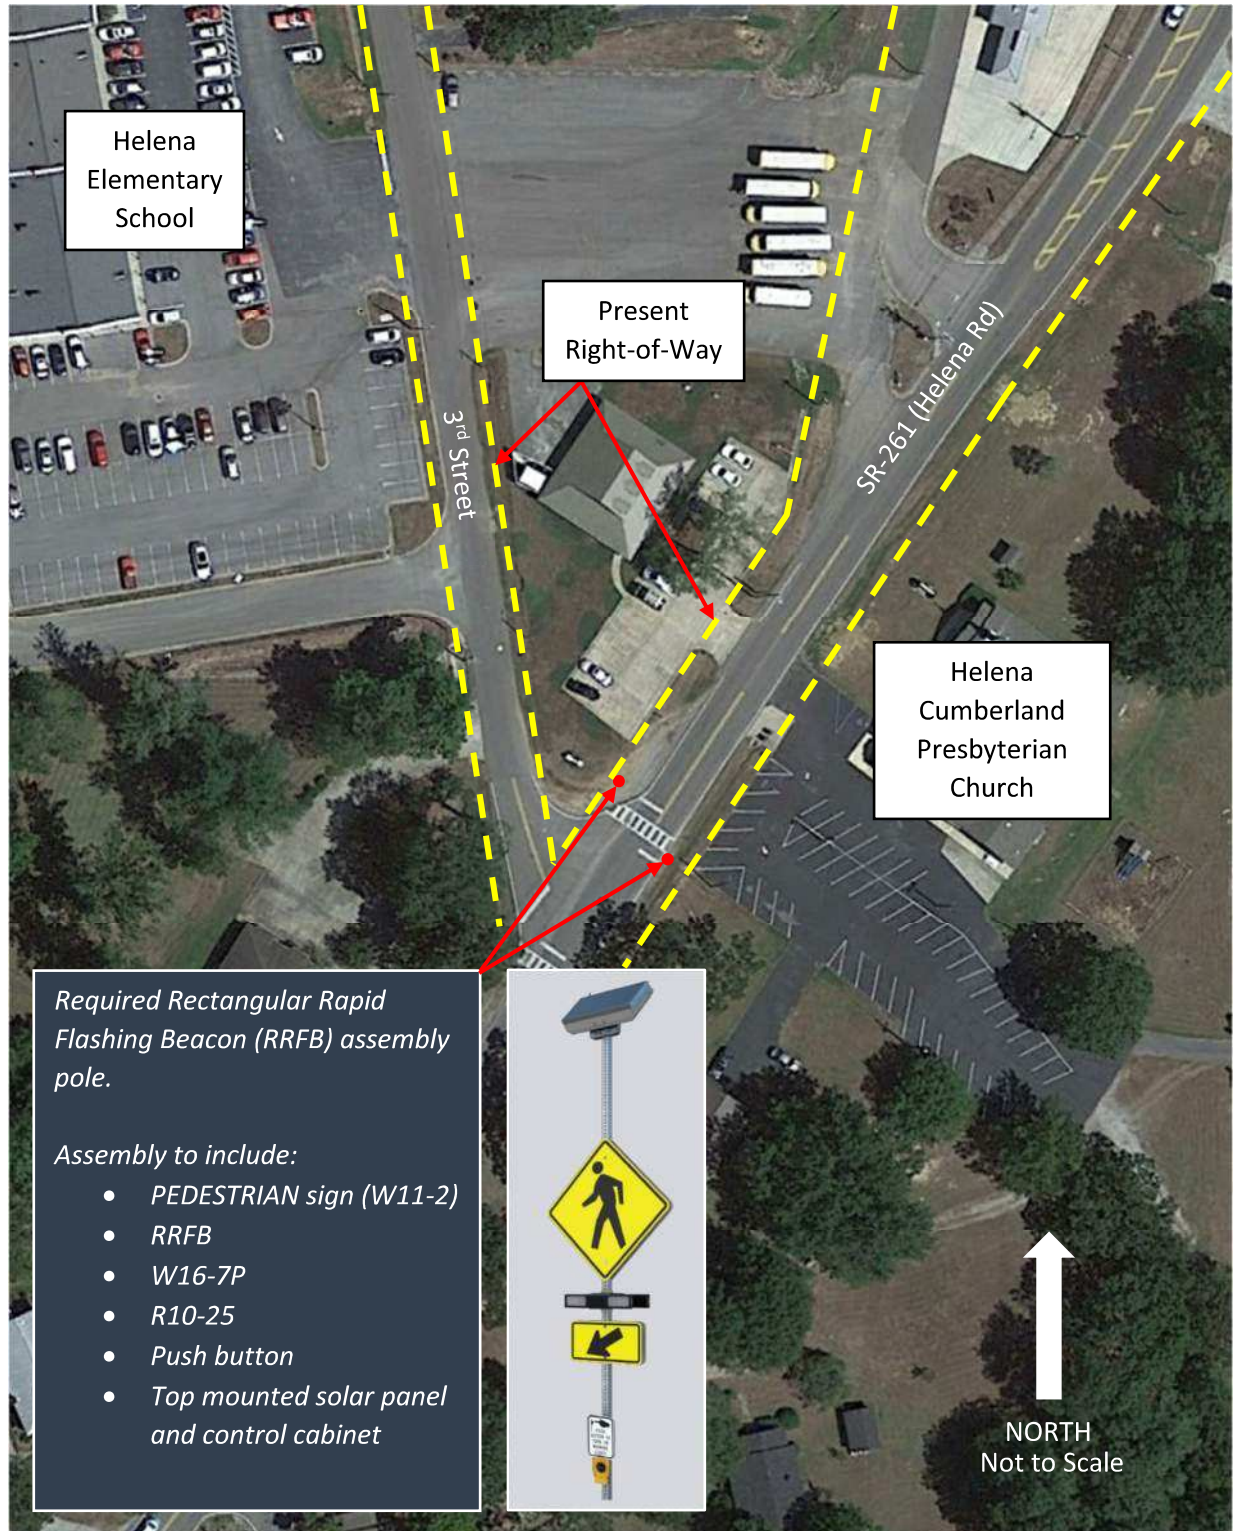 Helena
Elementary
School
Present
Right-of-Way
3rd Street
SR-261 (Helena Rd)
Helena
Cumberland
Presbyterian
Church
Required Rectangular Rapid
Flashing Beacon (RRFB) assembly
pole.
Assembly to include:
• PEDESTRIAN sign (W11-2)
• RRFB
• W16-7P
• R10-25
• Push button
• Top mounted solar panel
and control cabinet
NORTH
Not to Scale